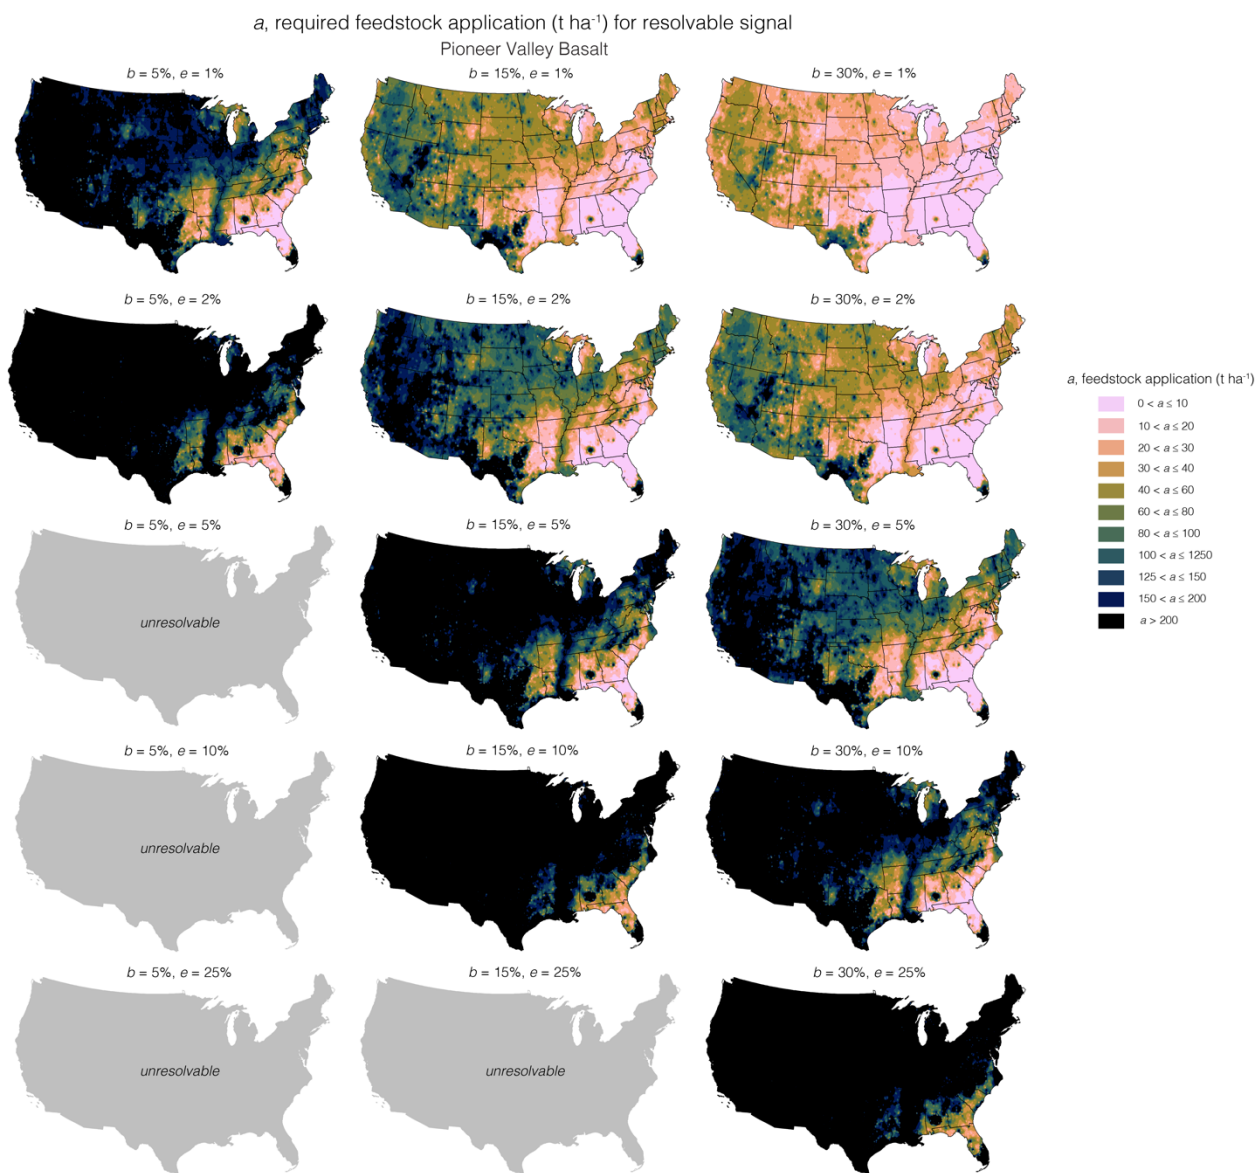 a, required feedstock application (t ha⁻¹) for resolvable signal
Pioneer Valley Basalt
b = 5%, e = 1%
b = 15%, e = 1%
b = 30%, e = 1%
b = 5%, e = 2%
b = 15%, e = 2%
b = 30%, e = 2%
a, feedstock application (t ha⁻¹)
0 < a ≤ 10
10 < a ≤ 20
20 < a ≤ 30
30 < a ≤ 40
40 < a ≤ 60
60 < a ≤ 80
80 < a ≤ 100
100 < a ≤ 1250
125 < a ≤ 150
150 < a ≤ 200
a > 200
b = 5%, e = 5%
b = 15%, e = 5%
b = 30%, e = 5%
unresolvable
b = 5%, e = 10%
b = 15%, e = 10%
b = 30%, e = 10%
unresolvable
b = 5%, e = 25%
b = 15%, e = 25%
b = 30%, e = 25%
unresolvable
unresolvable